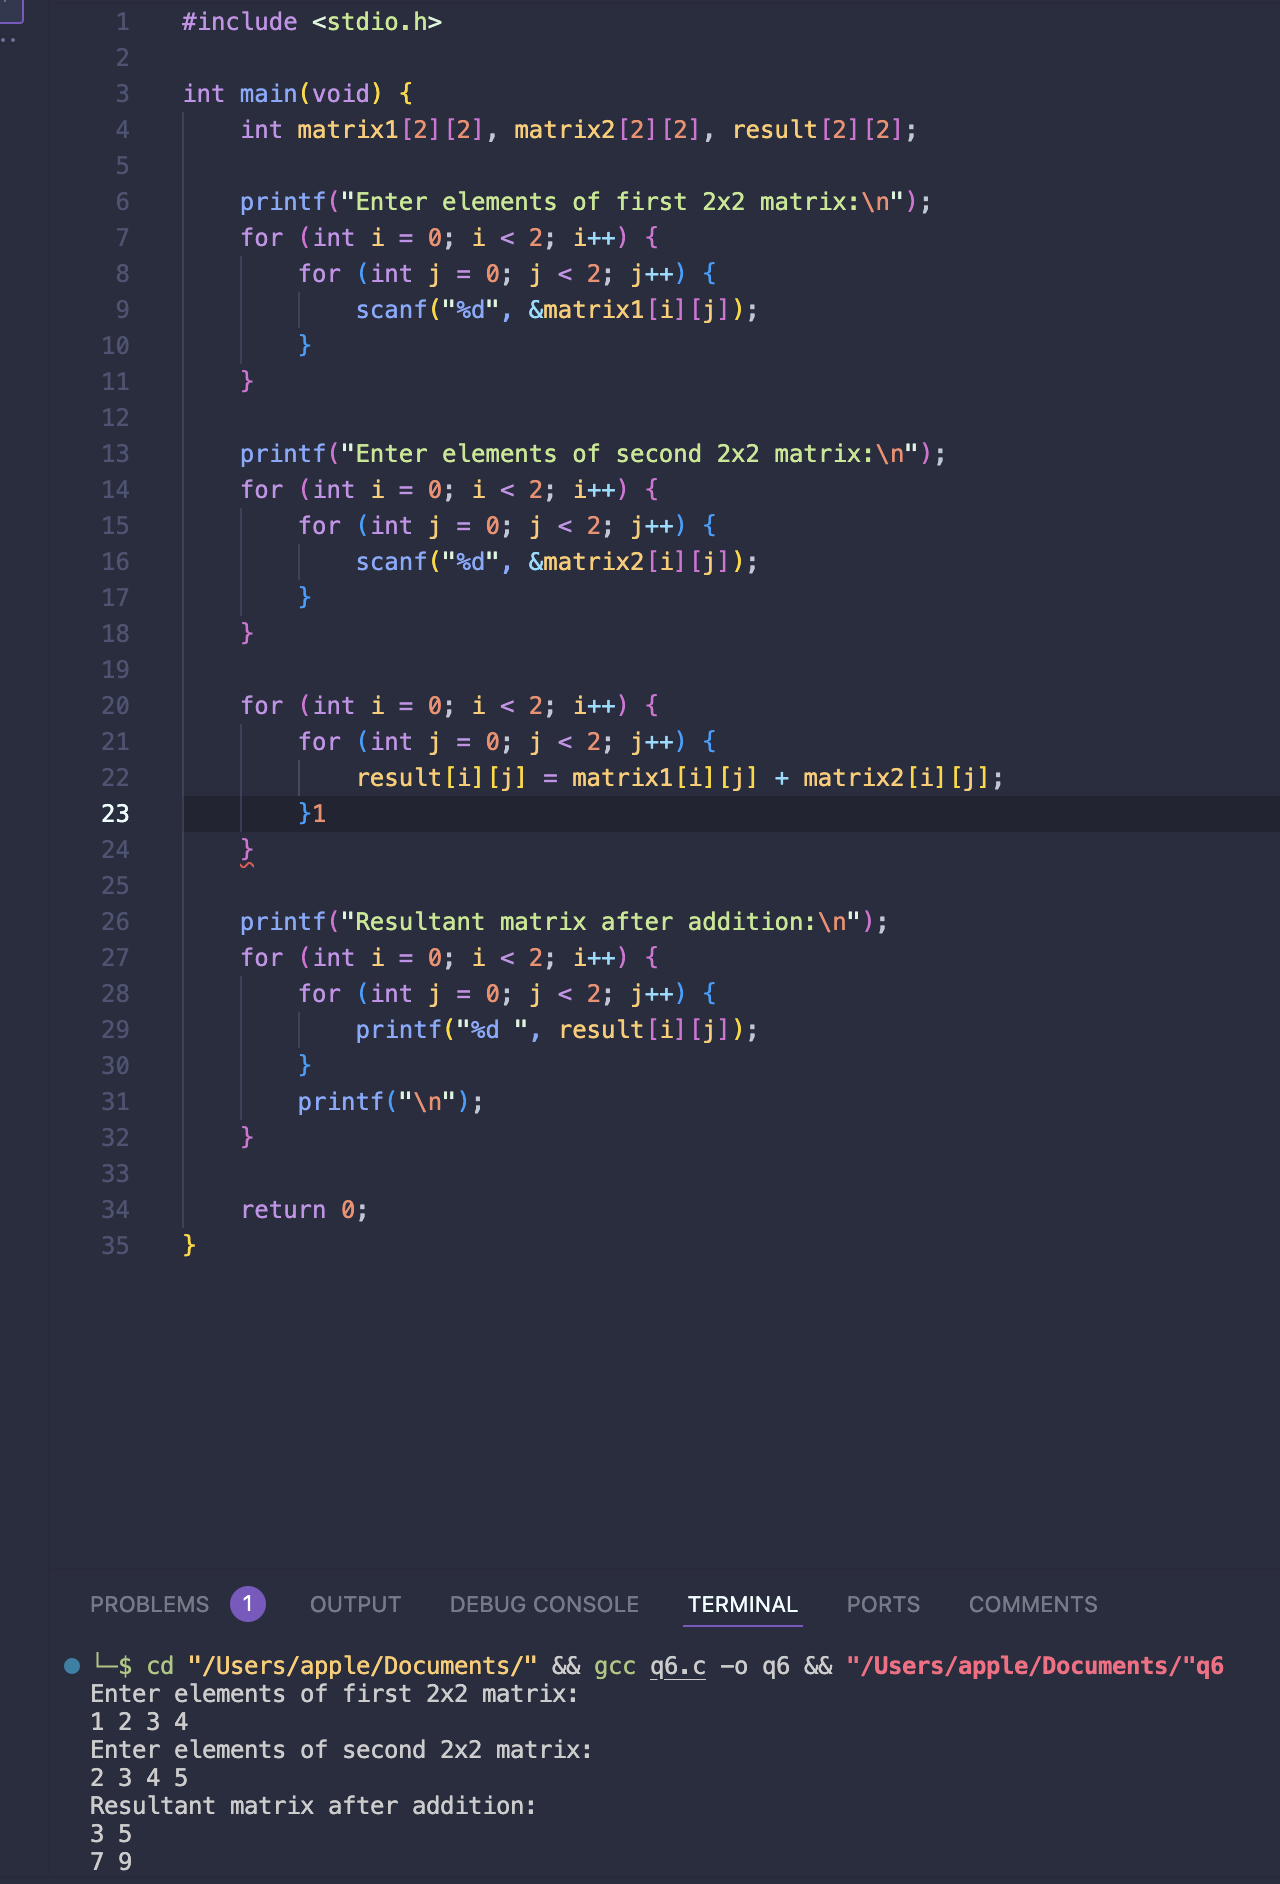 1 #include <stdio.h>
2
3 int main(void) {
4     int matrix1[2][2], matrix2[2][2], result[2][2];
5
6     printf("Enter elements of first 2x2 matrix:\n");
7     for (int i = 0; i < 2; i++) {
8         for (int j = 0; j < 2; j++) {
9             scanf("%d", &matrix1[i][j]);
10         }
11     }
12
13     printf("Enter elements of second 2x2 matrix:\n");
14     for (int i = 0; i < 2; i++) {
15         for (int j = 0; j < 2; j++) {
16             scanf("%d", &matrix2[i][j]);
17         }
18     }
19
20     for (int i = 0; i < 2; i++) {
21         for (int j = 0; j < 2; j++) {
22             result[i][j] = matrix1[i][j] + matrix2[i][j];
23         }1
24     }
25
26     printf("Resultant matrix after addition:\n");
27     for (int i = 0; i < 2; i++) {
28         for (int j = 0; j < 2; j++) {
29             printf("%d ", result[i][j]);
30         }
31         printf("\n");
32     }
33
34     return 0;
35 }
PROBLEMS 1 OUTPUT DEBUG CONSOLE TERMINAL PORTS COMMENTS
└─$ cd "/Users/apple/Documents/" && gcc q6.c -o q6 && "/Users/apple/Documents/"q6
Enter elements of first 2x2 matrix:
1 2 3 4
Enter elements of second 2x2 matrix:
2 3 4 5
Resultant matrix after addition:
3 5
7 9